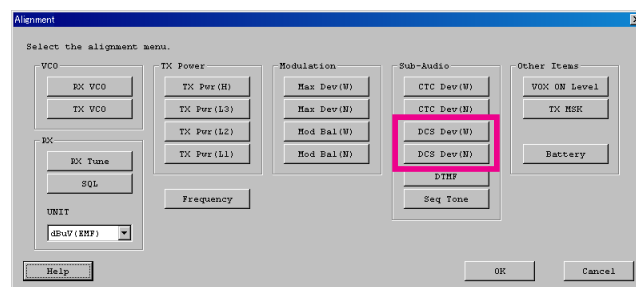 Alignment
Select the alignment menu.
VCO
RX VCO
TX VCO
RX
RX Tune
SQL
UNIT
dBuV(EMF)
TX Power
TX Pwr(H)
TX Pwr(L3)
TX Pwr(L2)
TX Pwr(L1)
Frequency
Modulation
Max Dev(W)
Max Dev(N)
Mod Bal(W)
Mod Bal(N)
Sub-Audio
CTC Dev(W)
CTC Dev(N)
DCS Dev(W)
DCS Dev(N)
DTMF
Seq Tone
Other Items
VOX ON Level
TX MSK
Battery
Help
OK
Cancel